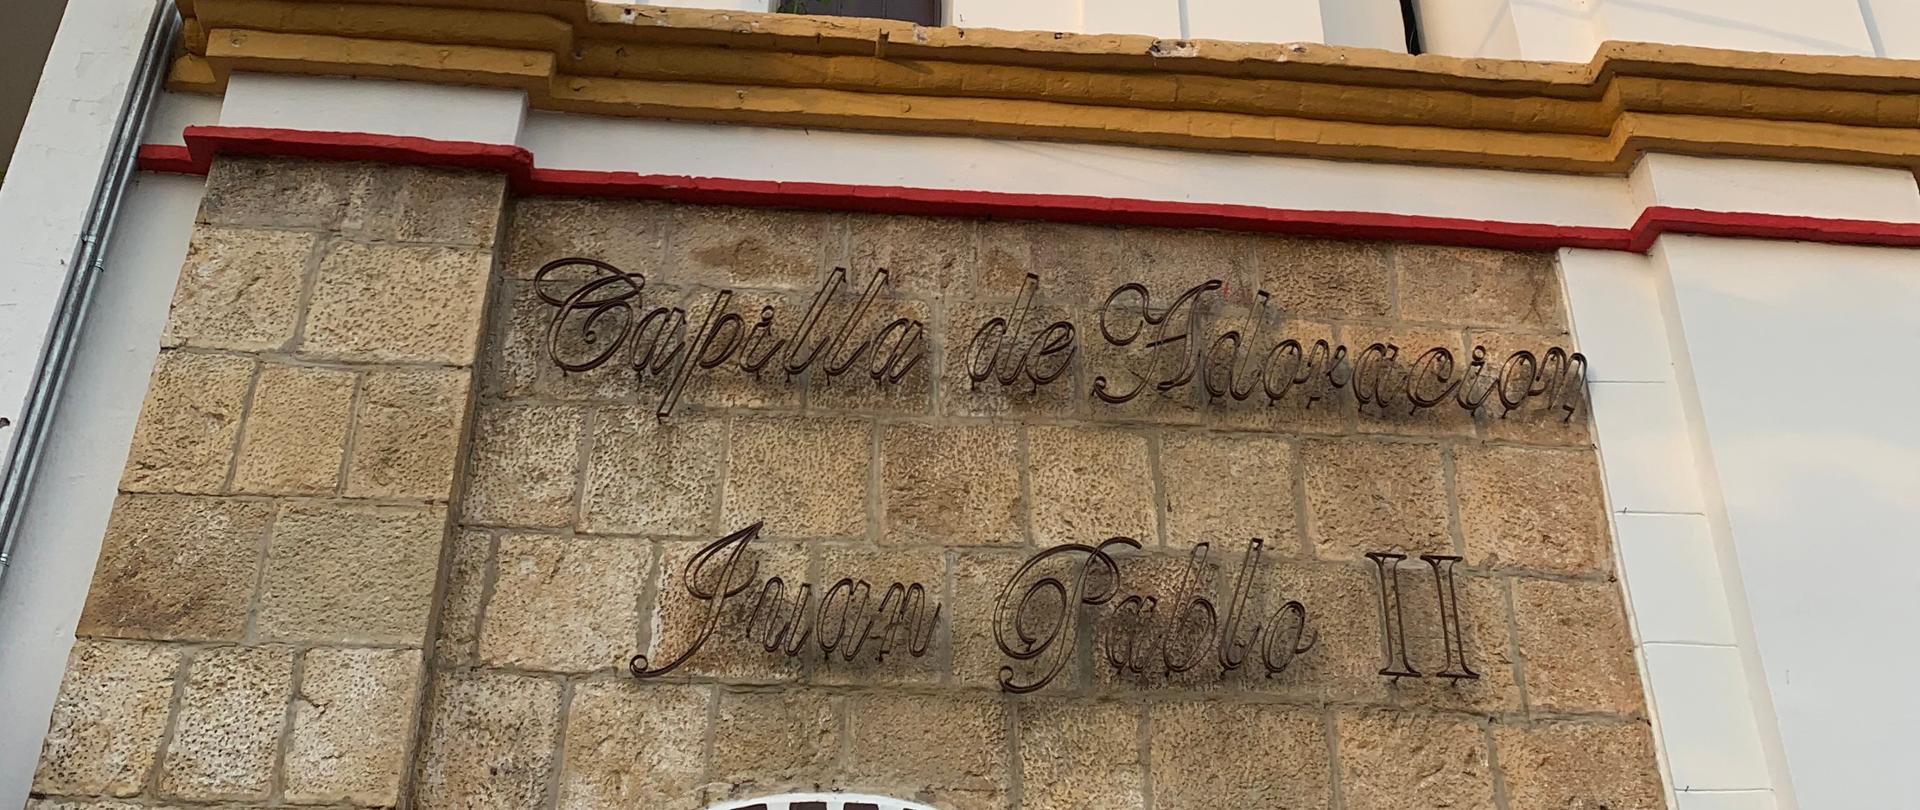 Capilla de Adoracion
Juan Pablo II